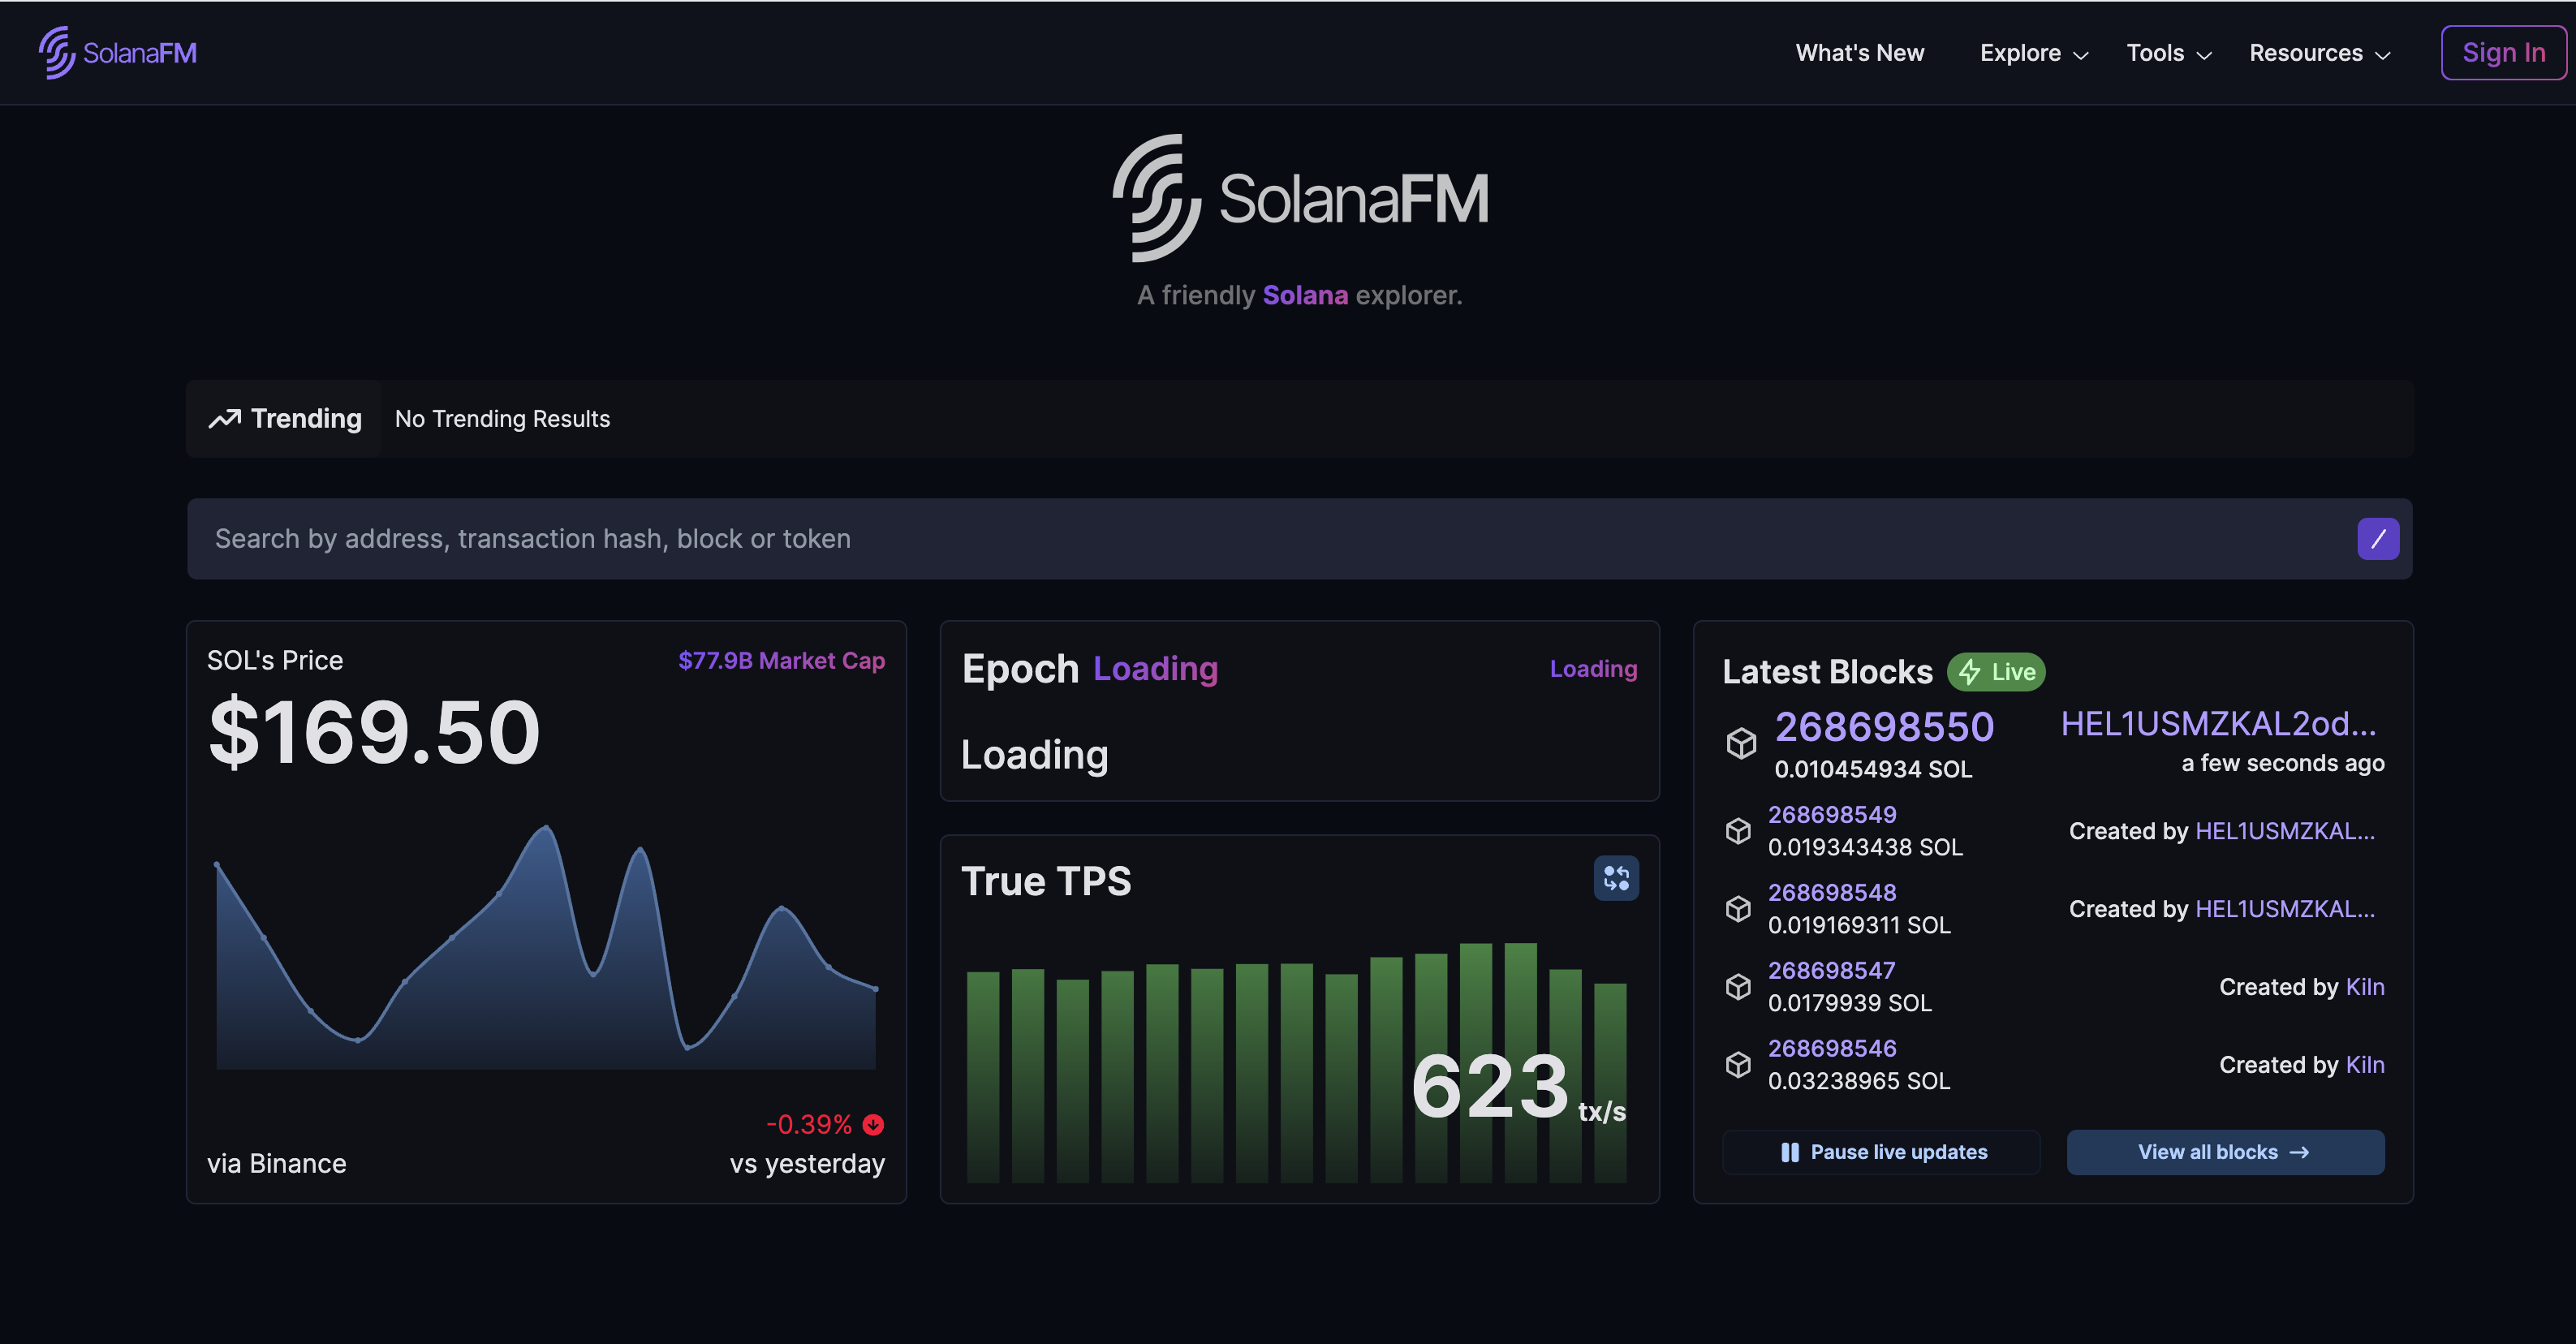 SolanaFM
What's New
Explore
Tools
Resources
Sign In
SolanaFM
A friendly Solana explorer.
Trending
No Trending Results
Search by address, transaction hash, block or token
/
SOL's Price
$77.9B Market Cap
$169.50
-0.39%
via Binance
vs yesterday
Epoch Loading
Loading
Loading
True TPS
623 tx/s
Latest Blocks
Live
268698550
HEL1USMZKAL2od...
0.010454934 SOL
a few seconds ago
268698549
0.019343438 SOL
Created by HEL1USMZKAL...
268698548
0.019169311 SOL
Created by HEL1USMZKAL...
268698547
0.0179939 SOL
Created by Kiln
268698546
0.03238965 SOL
Created by Kiln
Pause live updates
View all blocks →